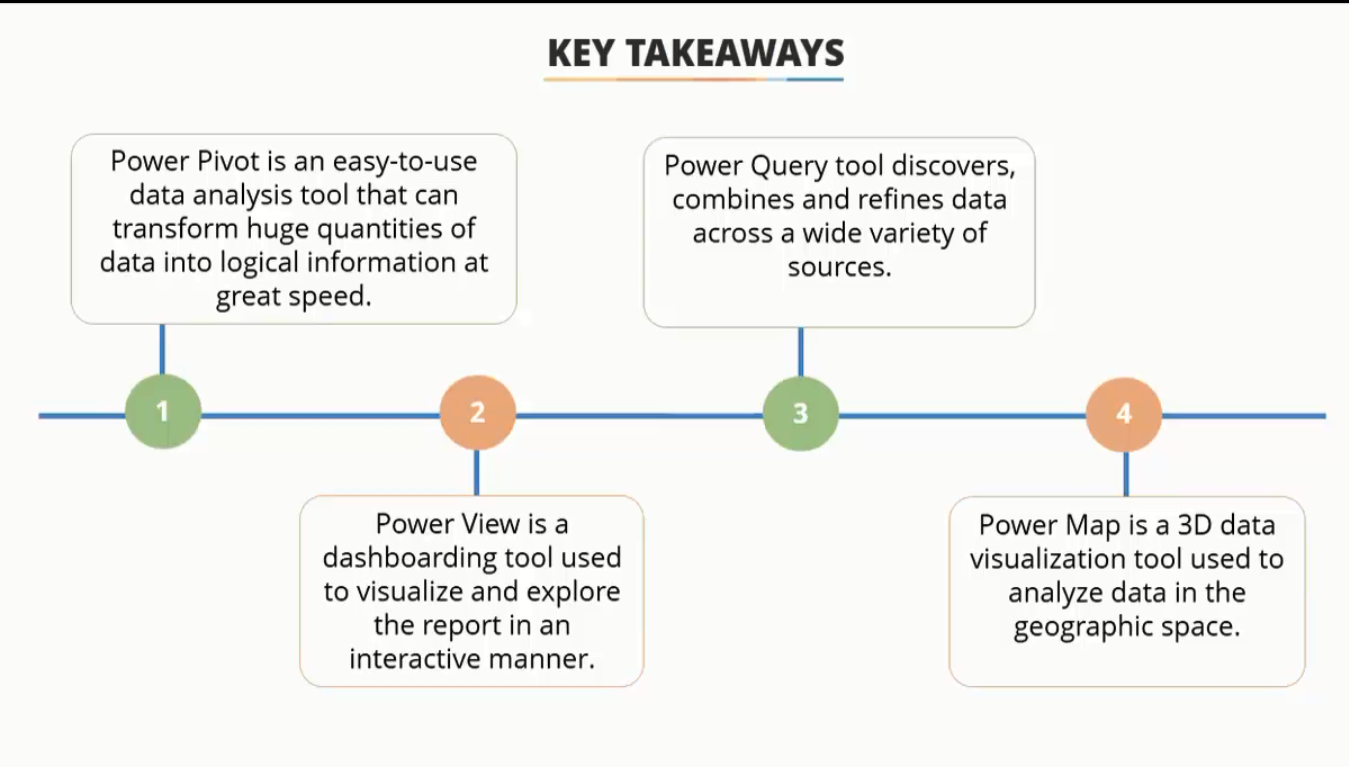 KEY TAKEAWAYS
Power Pivot is an easy-to-use
data analysis tool that can
transform huge quantities of
data into logical information at
great speed.
1
Power View is a
dashboarding tool used
to visualize and explore
the report in an
interactive manner.
2
Power Query tool discovers,
combines and refines data
across a wide variety of
sources.
3
Power Map is a 3D data
visualization tool used to
analyze data in the
geographic space.
4